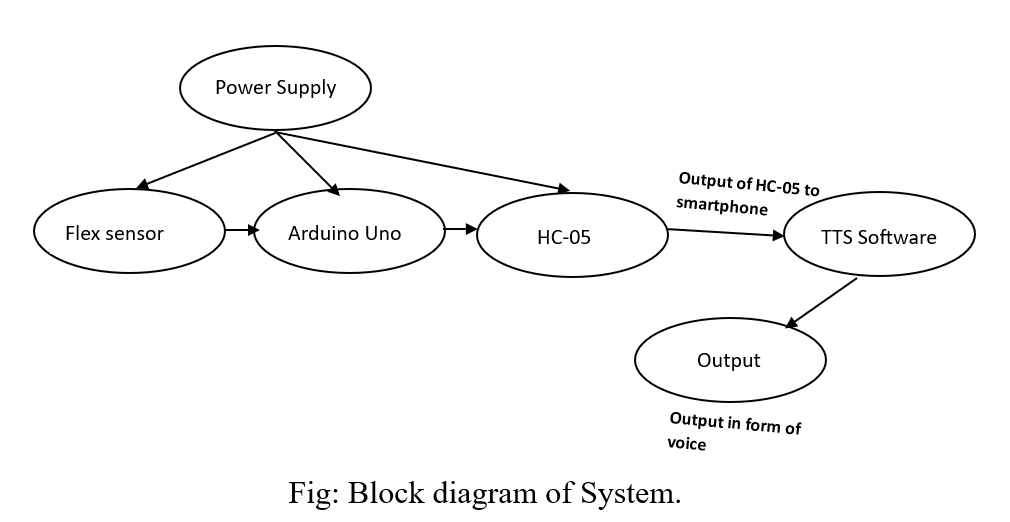 Power Supply
Flex sensor
Arduino Uno
HC-05
Output of HC-05 to
smartphone
TTS Software
Output
Output in form of
voice
Fig: Block diagram of System.